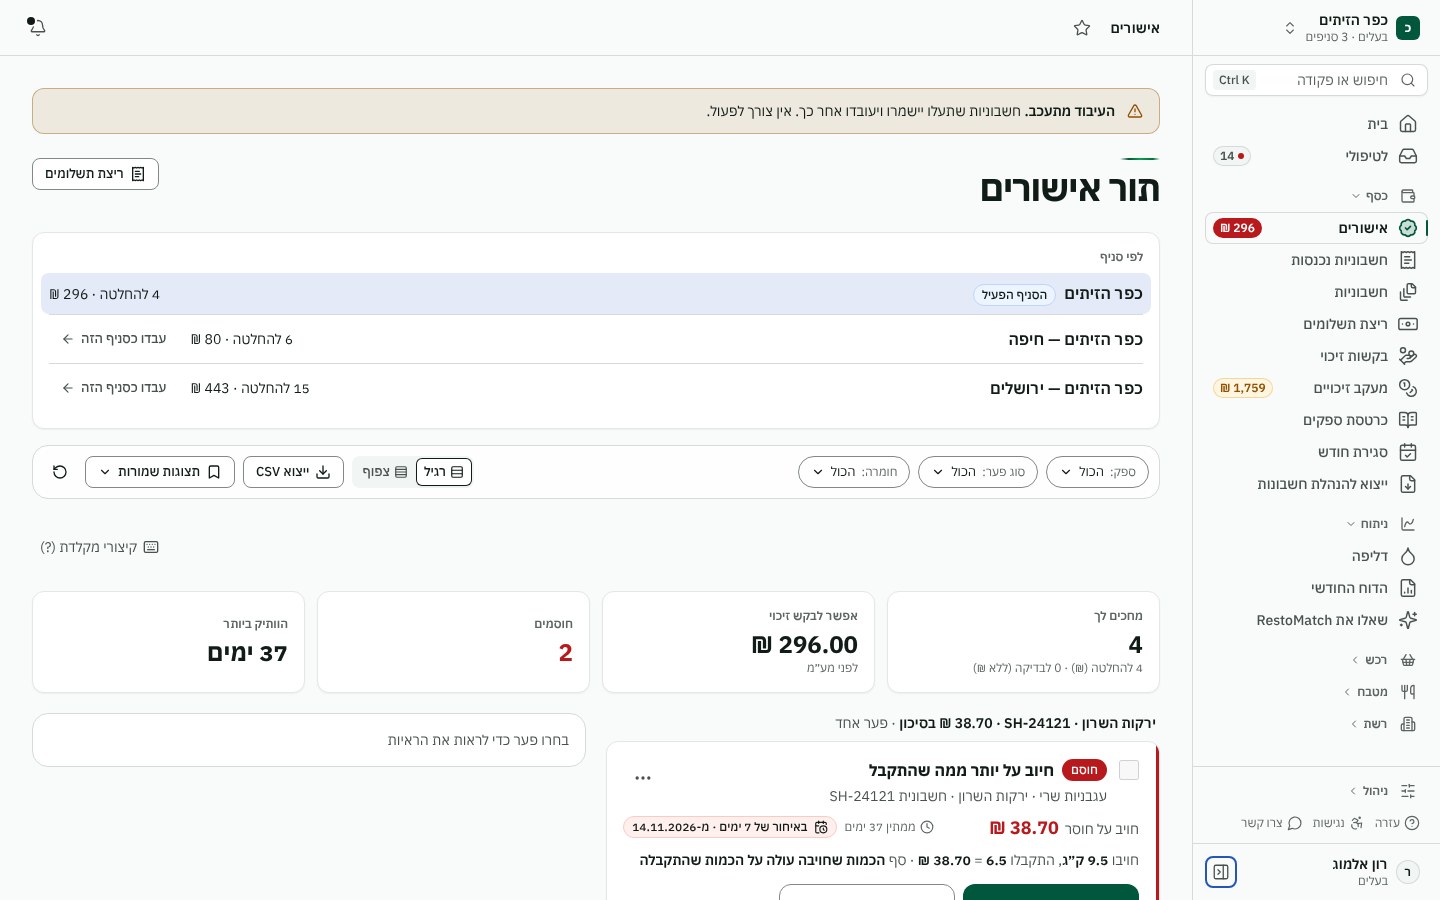 כ
כפר הזיתים
בעלים · 3 סניפים
חיפוש או פקודה
Ctrl K
בית
לטיפולי
14
כסף
אישורים
296 ₪
חשבוניות נכנסות
חשבוניות
ריצת תשלומים
בקשות זיכוי
מעקב זיכויים
1,759 ₪
כרטסת ספקים
סגירת חודש
ייצוא להנהלת חשבונות
ניתוח
דליפה
הדוח החודשי
שאלו את RestoMatch
רכש
מטבח
רשת
ניהול
עזרה
נגישות
צרו קשר
ר
רון אלמוג
בעלים
אישורים
העיבוד מתעכב. חשבוניות שתעלו יישמרו ויעובדו אחר כך. אין צורך לפעול.
תור אישורים
ריצת תשלומים
לפי סניף
כפר הזיתים
הסניף הפעיל
4 להחלטה · 296 ₪
כפר הזיתים — חיפה
6 להחלטה · 80 ₪
עבדו כסניף הזה
כפר הזיתים — ירושלים
15 להחלטה · 443 ₪
עבדו כסניף הזה
ספק: הכול
סוג פער: הכול
חומרה: הכול
רגיל
צפוף
ייצוא CSV
תצוגות שמורות
קיצורי מקלדת (?)
מחכים לך
4
4 להחלטה (₪) · 0 לבדיקה (ללא ₪)
אפשר לבקש זיכוי
296.00 ₪
לפני מע״מ
חוסמים
2
הוותיק ביותר
37 ימים
ירקות השרון · SH-24121 · 38.70 ₪ בסיכון · פער אחד
חוסם
חיוב על יותר ממה שהתקבל
עגבניות שרי · ירקות השרון · חשבונית SH-24121
חיוב על חוסר
38.70 ₪
ממתין 37 ימים
באיחור של 7 ימים · מ-14.11.2026
חויבו 9.5 ק״ג, התקבלו 6.5 = 38.70 ₪ · סף הכמות שחויבה עולה על הכמות שהתקבלה
בחרו פער כדי לראות את הראיות